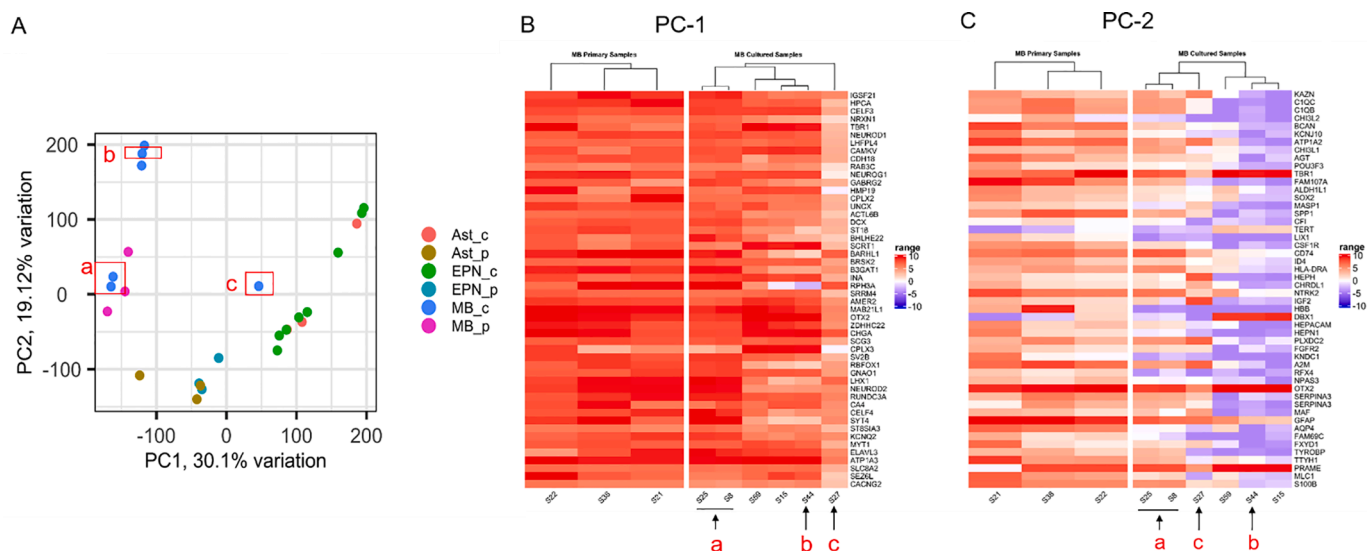 A
B
PC-1
C
PC-2
MB Primary Samples
MB Cultured Samples
MB Primary Samples
MB Cultured Samples
PC2, 19.12% variation
200
100
0
-100
-100
0
100
200
PC1, 30.1% variation
b
a
c
Ast_c
Ast_p
EPN_c
EPN_p
MB_c
MB_p
IGSF21
HPCA
CELF3
NRXN1
TBR1
NEUROD1
LHFPL4
CAMKV
CDH18
RAB3C
NEUROG1
GABRG2
HMP19
CPLX2
UNCX
ACTL6B
DCX
ST18
BHLHE22
SCRT1
BARHL1
BRSK2
B3GAT1
INA
RPH3A
SRRM4
AMER2
MAB21L1
OTX2
ZDHHC22
CHGA
SCG3
CPLX3
SV2B
RBFOX1
GNAO1
LHX1
NEUROD2
RUNDC3A
CA4
CELF4
SYT4
ST8SIA3
KCNQ2
MYT1
ELAVL3
ATP1A3
SLC8A2
SEZ6L
CACNG2
range
10
5
0
-5
-10
S22
S38
S21
S25
S8
S59
S15
S44
S27
a
b
c
KAZN
C1QC
C1QB
CHI3L2
BCAN
KCNJ10
ATP1A2
CHI3L1
AGT
POU3F3
TBR1
FAM107A
ALDH1L1
SOX2
MASP1
SPP1
CFI
TERT
LIX1
CSF1R
CD74
ID4
HLA-DRA
HEPH
CHRDL1
NTRK2
IGF2
HBB
DBX1
HEPACAM
HEPN1
PLXDC2
FGFR2
KNDC1
A2M
RFX4
NPAS3
OTX2
SERPINA3
SERPINA3
MAF
GFAP
AQP4
FAM69C
FXYD1
TYROBP
TTYH1
PRAME
MLC1
S100B
range
10
5
0
-5
-10
S21
S38
S22
S25
S8
S27
S59
S44
S15
a
c
b